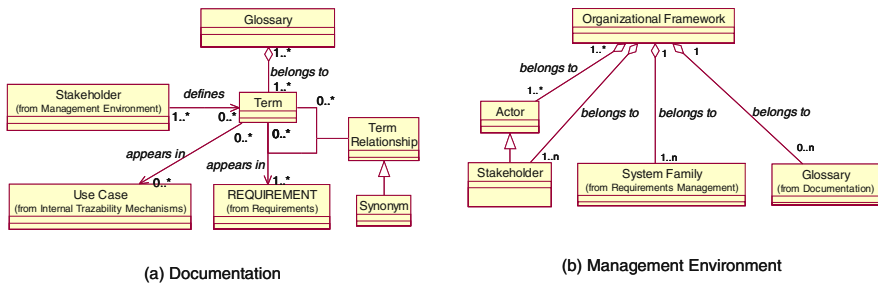 Glossary
1..*
belongs to
1..*
Stakeholder
(from Management Environment)
defines
1..*
0..*
Term
0..*
0..*
0..*
Term
Relationship
appears in
appears in
0..*
1..*
Use Case
(from Internal Trazability Mechanisms)
REQUIREMENT
(from Requirements)
Synonym
(a) Documentation
Organizational Framework
1..*
1
1
belongs to
1..*
Actor
belongs to
belongs to
belongs to
1..n
1..n
0..n
Stakeholder
System Family
(from Requirements Management)
Glossary
(from Documentation)
(b) Management Environment